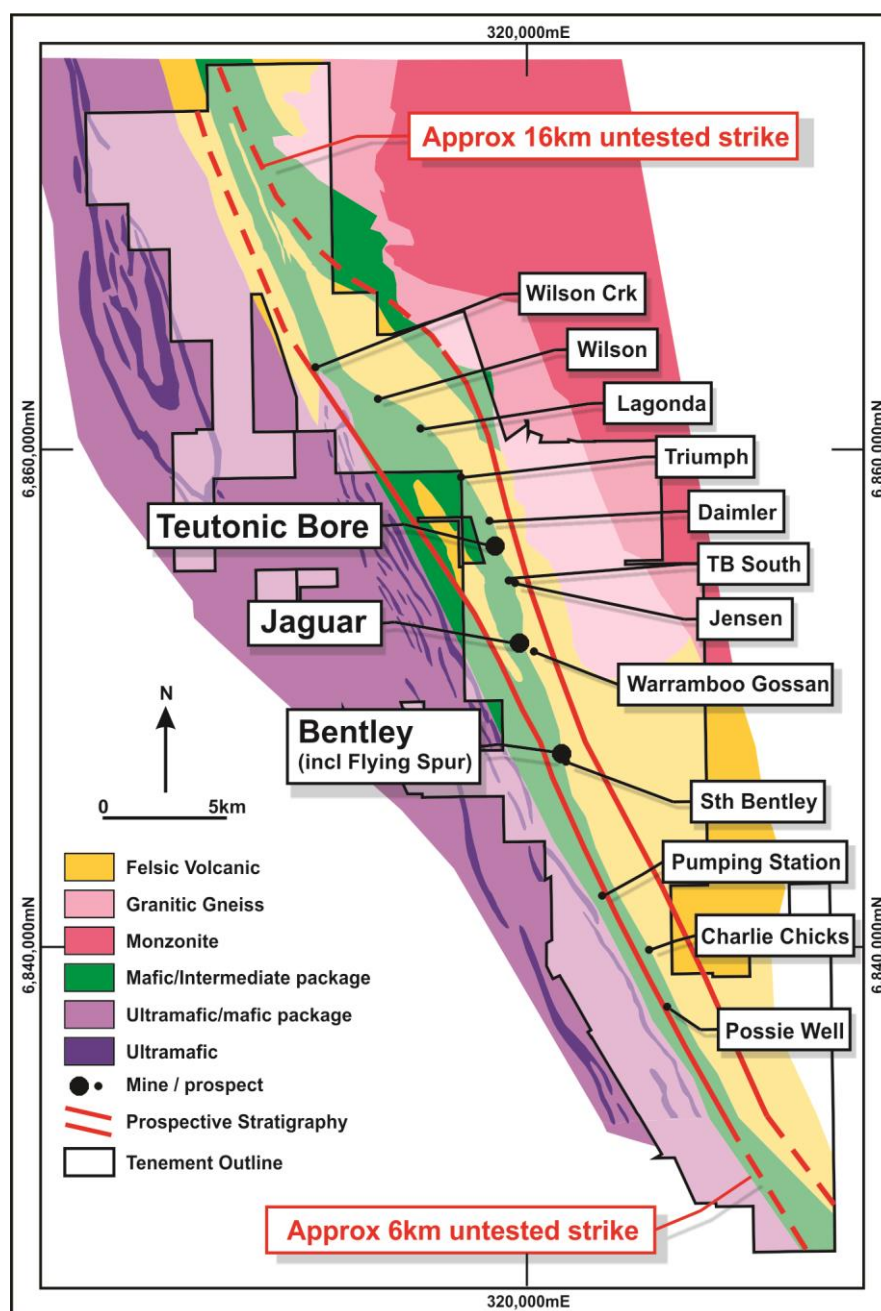 320,000mE
Approx 16km untested strike
Wilson Crk
Wilson
Lagonda
6,860,000mN
6,860,000mN
Triumph
Daimler
Teutonic Bore
TB South
Jensen
Jaguar
Warramboo Gossan
N
Bentley
(incl Flying Spur)
0 5km
Sth Bentley
Felsic Volcanic
Granitic Gneiss
Monzonite
Mafic/Intermediate package
Ultramafic/mafic package
Ultramafic
Mine / prospect
Prospective Stratigraphy
Tenement Outline
Pumping Station
Charlie Chicks
6,840,000mN
6,840,000mN
Possie Well
Approx 6km untested strike
320,000mE